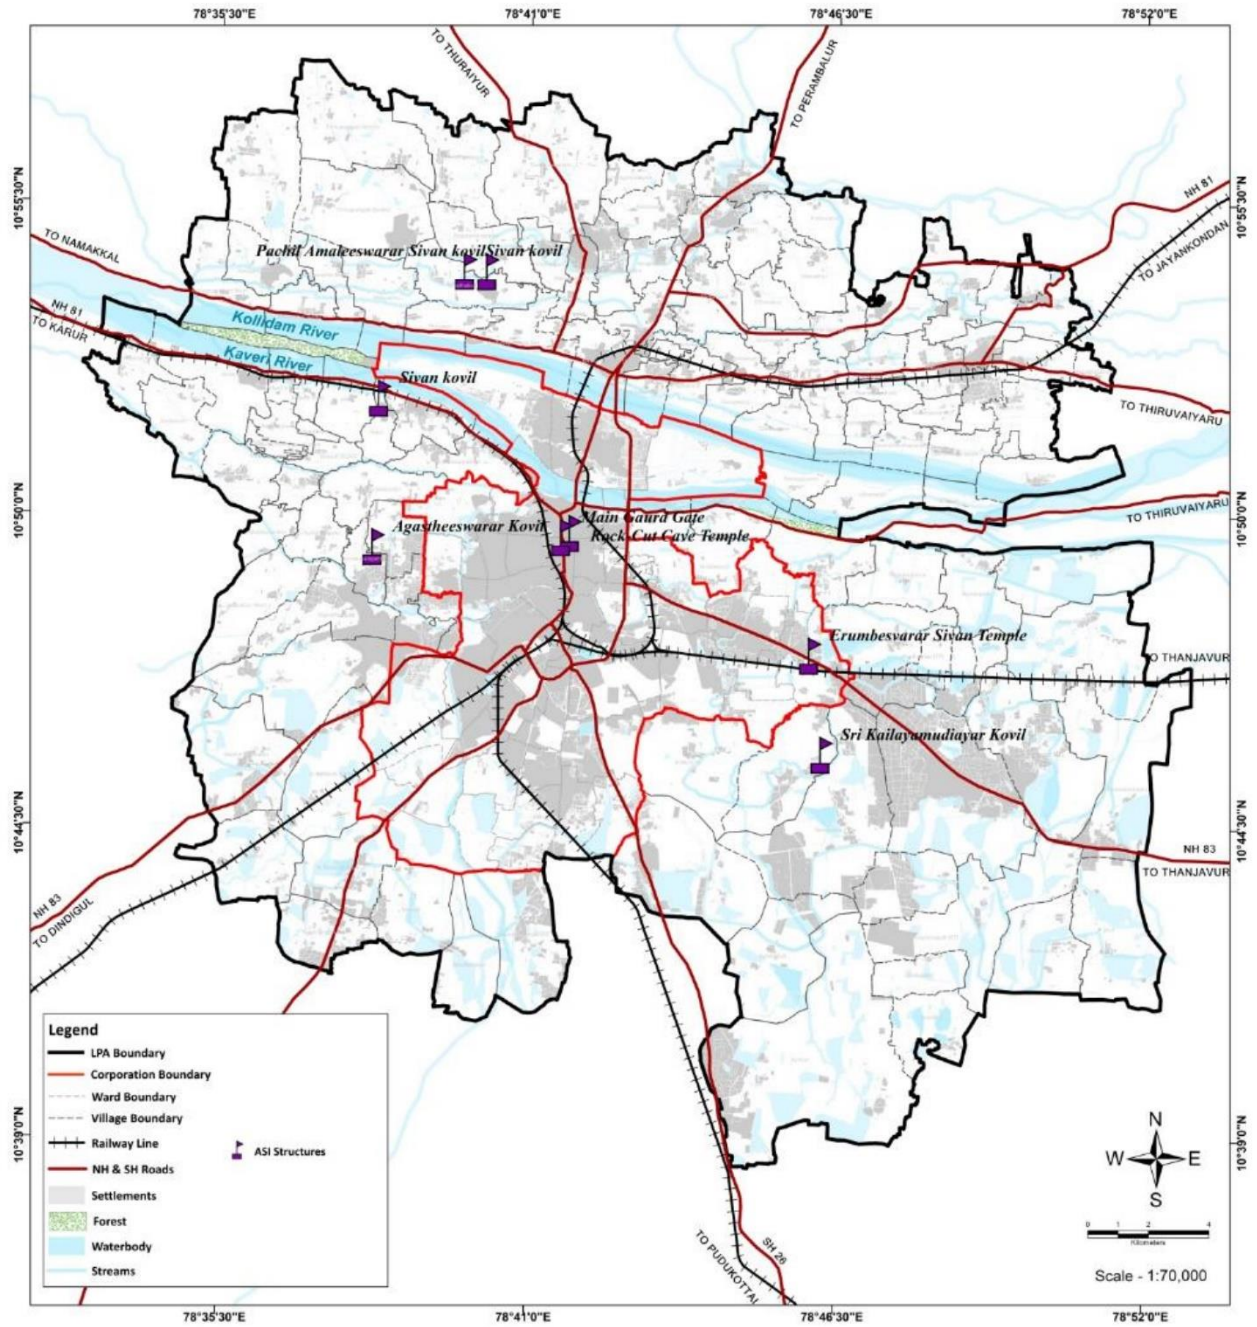 78°35'30"E
78°41'0"E
78°46'30"E
78°52'0"E
TO THURAIYUR
TO PERAMBALUR
10°55'30"N
10°55'30"N
NH 81
TO JAYANKONDAN
TO NAMAKKAL
Pachil Amaleeswarar Sivan kovil
Sivan kovil
NH 81
TO KARUR
Kollidam River
Kaveri River
Sivan kovil
TO THIRUVAIYARU
10°50'0"N
10°50'0"N
TO THIRUVAIYARU
Agastheeswarar Kovil
Main Gaura Gate
Rock Cut Cave Temple
Erumbesvarar Sivan Temple
TO THANJAVUR
Sri Kailayamudiayar Kovil
10°44'30"N
10°44'30"N
NH 83
TO THANJAVUR
NH 83
TO DINDIGUL
Legend
LPA Boundary
Corporation Boundary
Ward Boundary
Village Boundary
Railway Line
ASI Structures
NH & SH Roads
Settlements
Forest
Waterbody
Streams
10°39'0"N
10°39'0"N
N
W
E
S
0 1 2 4
Kilometers
Scale - 1:70,000
TO PUDUKOTTAI
SH 26
78°35'30"E
78°41'0"E
78°46'30"E
78°52'0"E